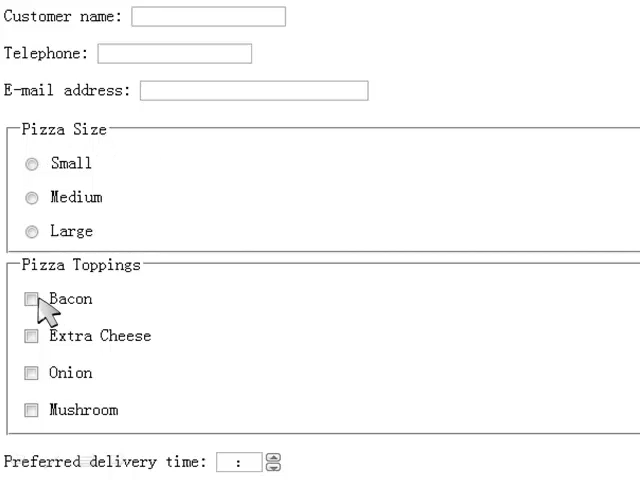 Customer name:
Telephone:
E-mail address:
Pizza Size
Small
Medium
Large
Pizza Toppings
Bacon
Extra Cheese
Onion
Mushroom
Preferred delivery time: :